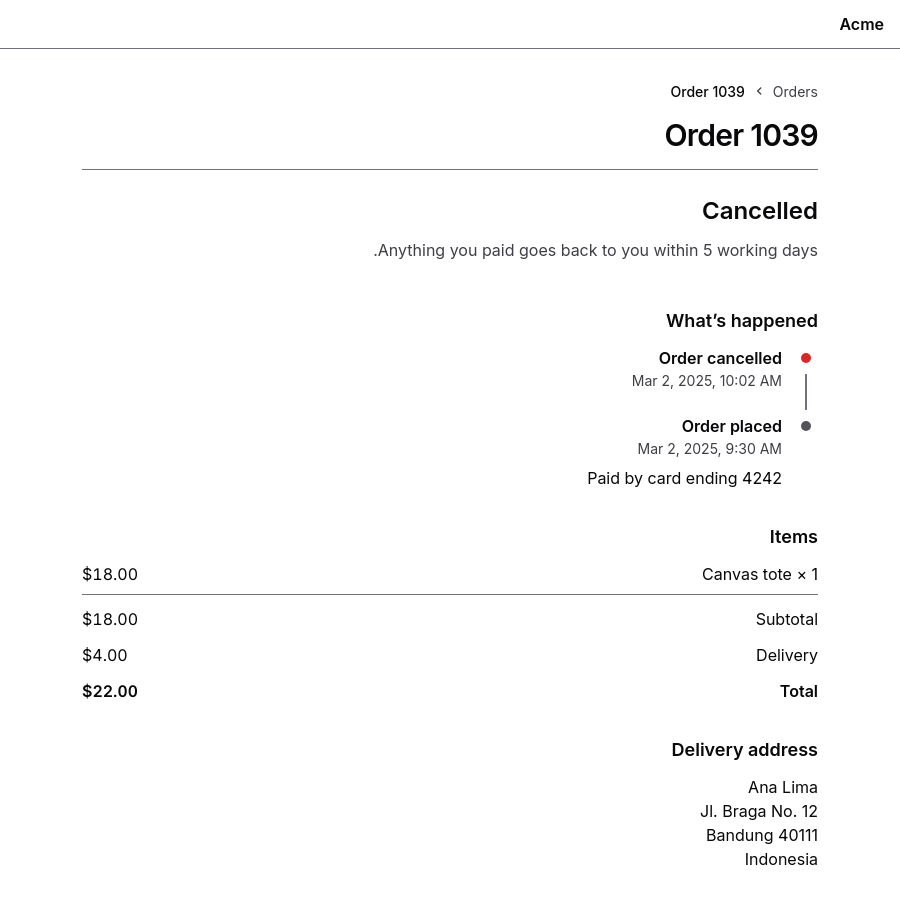 Acme
Orders › Order 1039
Order 1039
Cancelled
Anything you paid goes back to you within 5 working days.
What’s happened
Order cancelled
Mar 2, 2025, 10:02 AM
Order placed
Mar 2, 2025, 9:30 AM
Paid by card ending 4242
Items
Canvas tote × 1 $18.00
Subtotal $18.00
Delivery $4.00
Total $22.00
Delivery address
Ana Lima
Jl. Braga No. 12
Bandung 40111
Indonesia